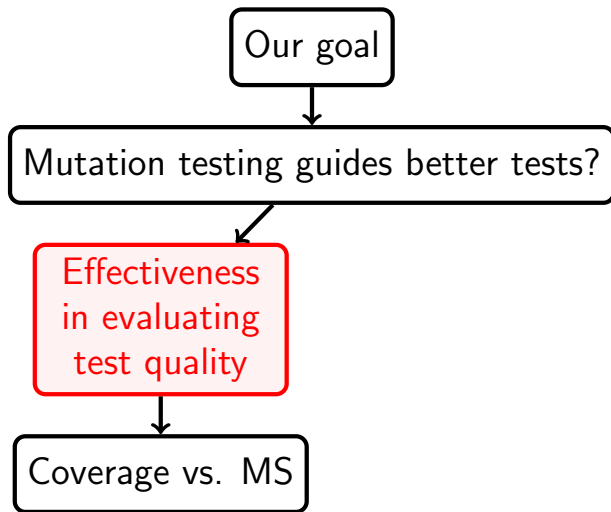 Our goal
Mutation testing guides better tests?
Effectiveness
in evaluating
test quality
Coverage vs. MS